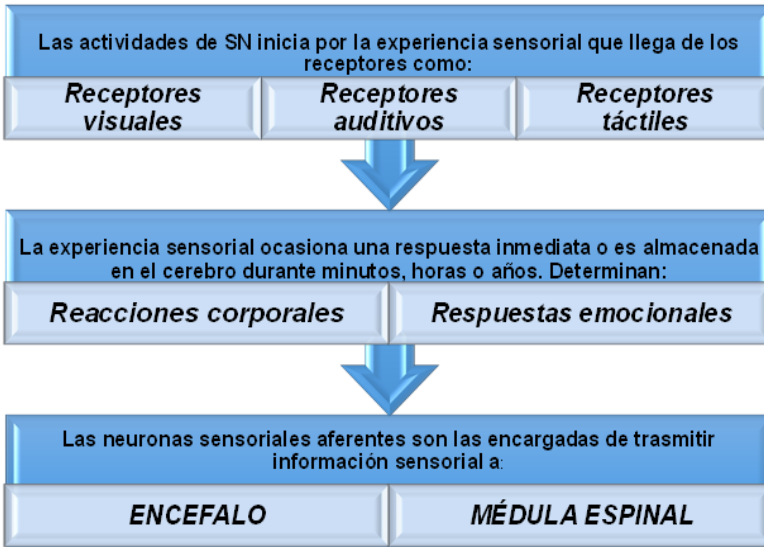 Las actividades de SN inicia por la experiencia sensorial que llega de los
receptores como:
Receptores
visuales
Receptores
auditivos
Receptores
táctiles
La experiencia sensorial ocasiona una respuesta inmediata o es almacenada
en el cerebro durante minutos, horas o años. Determinan:
Reacciones corporales
Respuestas emocionales
Las neuronas sensoriales aferentes son las encargadas de trasmitir
información sensorial a:
ENCEFALO
MÉDULA ESPINAL